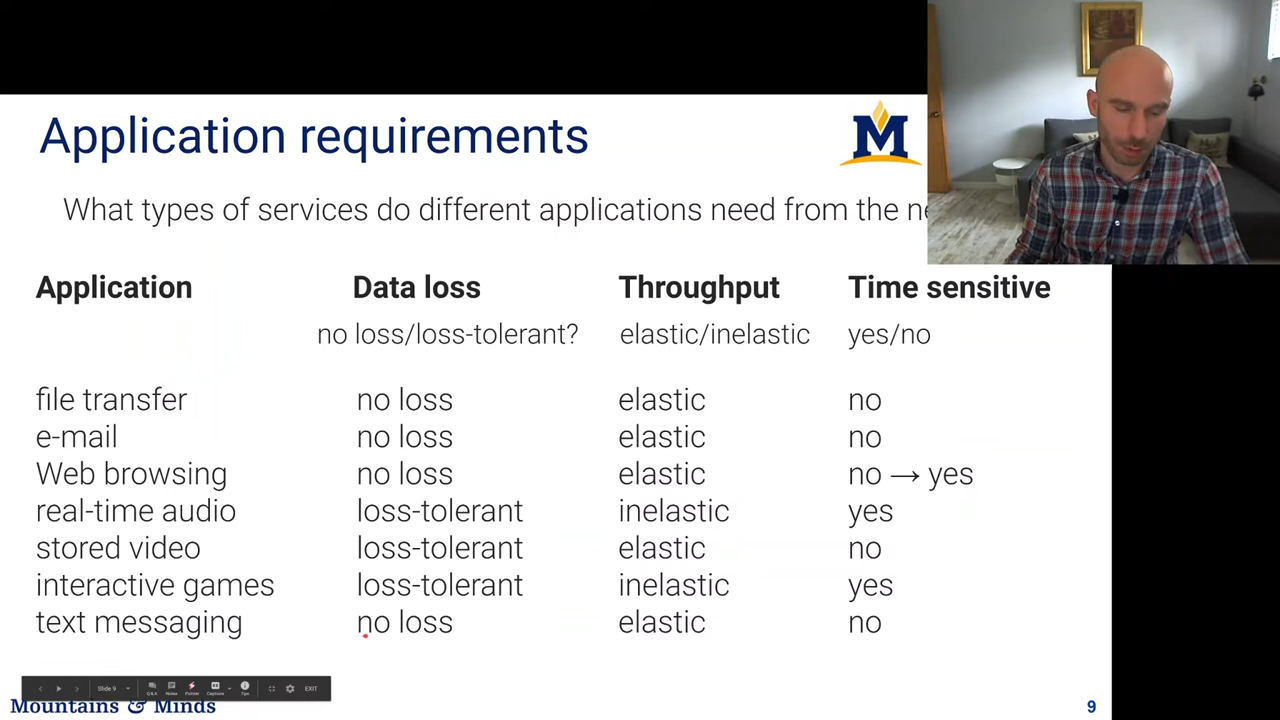 Application requirements
M
What types of services do different applications need from the
Application Data loss Throughput Time sensitive
no loss/loss-tolerant? elastic/inelastic yes/no
file transfer no loss elastic no
e-mail no loss elastic no
Web browsing no loss elastic no → yes
real-time audio loss-tolerant inelastic yes
stored video loss-tolerant elastic no
interactive games loss-tolerant inelastic yes
text messaging no loss elastic no
Slide 9 Q&A Notes Pointer Captions Tips EXIT
Mountains & Minds 9